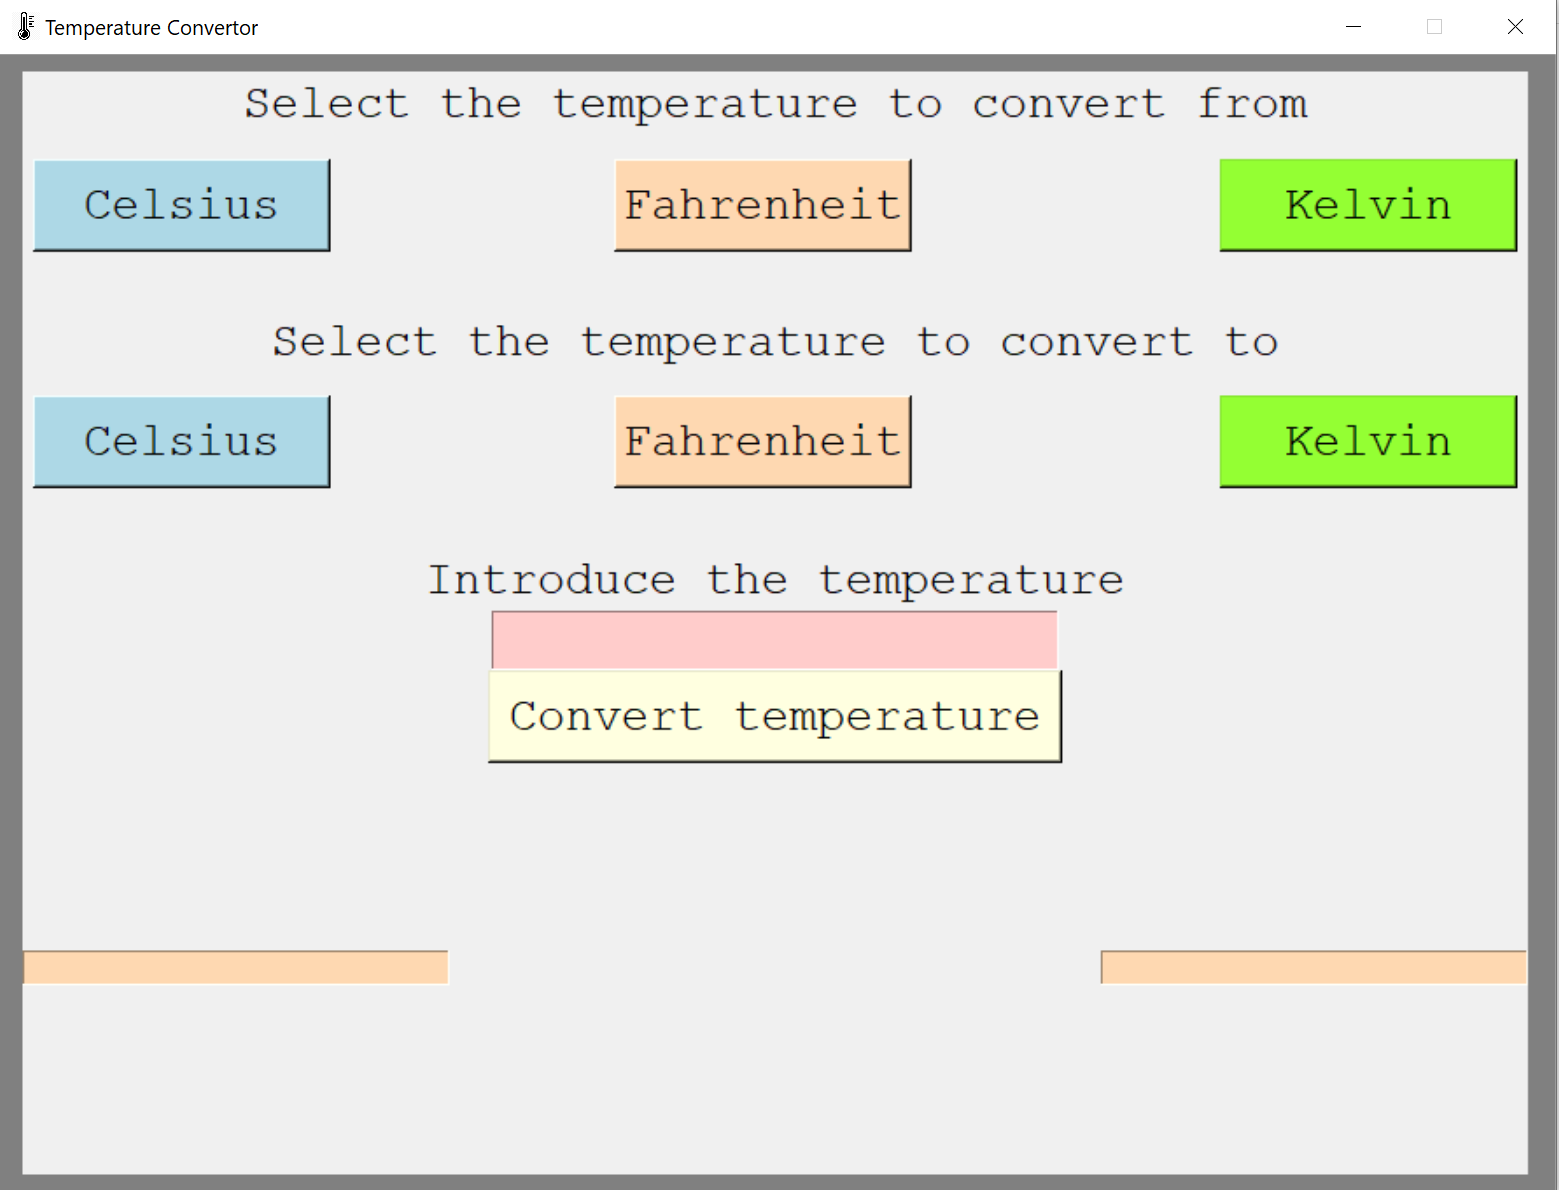 Temperature Convertor
Select the temperature to convert from
Celsius Fahrenheit Kelvin
Select the temperature to convert to
Celsius Fahrenheit Kelvin
Introduce the temperature
Convert temperature